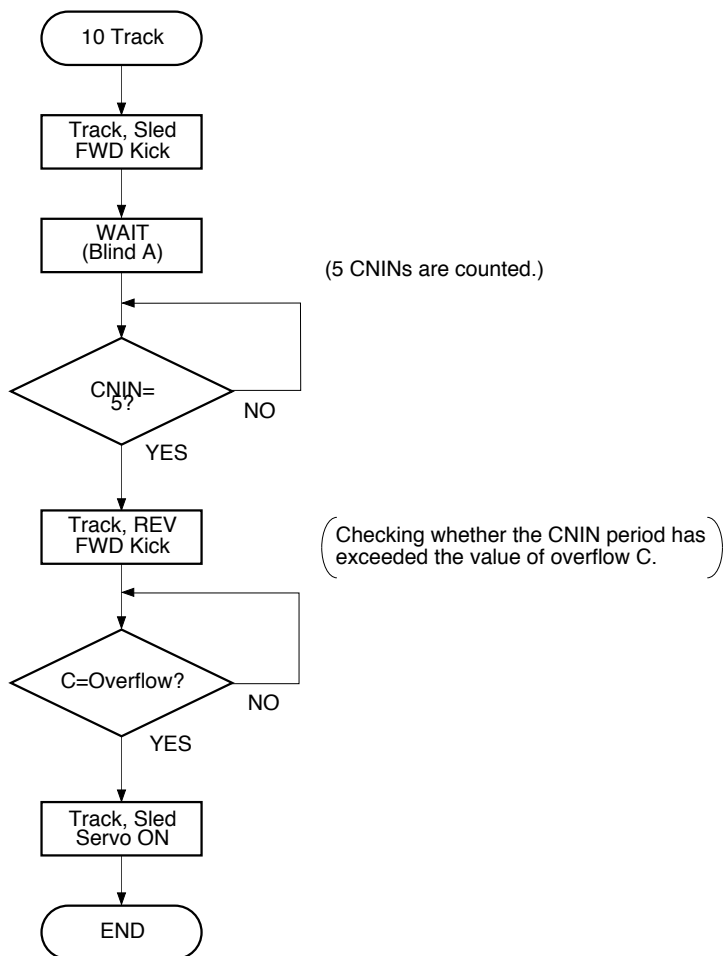 10 Track
Track, Sled
FWD Kick
WAIT
(Blind A)
(5 CNINs are counted.)
CNIN=
5?
NO
YES
Track, REV
FWD Kick
(Checking whether the CNIN period has
exceeded the value of overflow C.)
C=Overflow?
NO
YES
Track, Sled
Servo ON
END